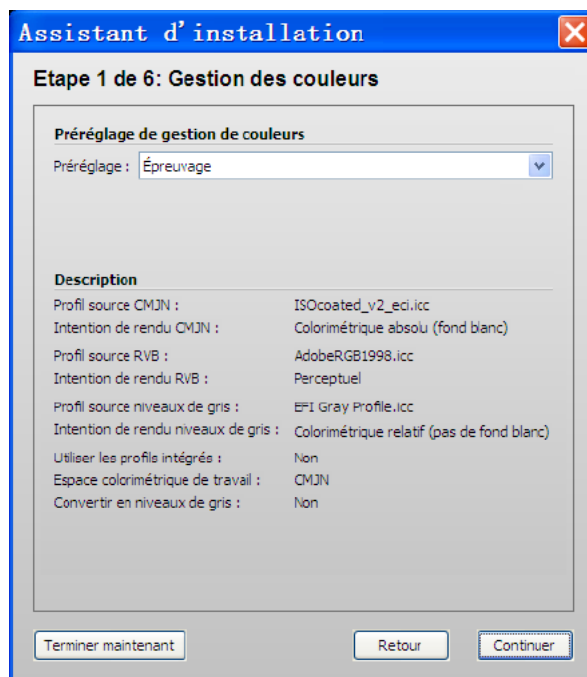 Assistant d'installation
Etape 1 de 6: Gestion des couleurs
Préréglage de gestion de couleurs
Préréglage : Épreuvage
Description
Profil source CMJN : ISOcoated_v2_eci.icc
Intention de rendu CMJN : Colorimétrique absolu (fond blanc)
Profil source RVB : AdobeRGB1998.icc
Intention de rendu RVB : Perceptuel
Profil source niveaux de gris : EFI Gray Profile.icc
Intention de rendu niveaux de gris : Colorimétrique relatif (pas de fond blanc)
Utiliser les profils intégrés : Non
Espace colorimétrique de travail : CMJN
Convertir en niveaux de gris : Non
Terminer maintenant Retour Continuer